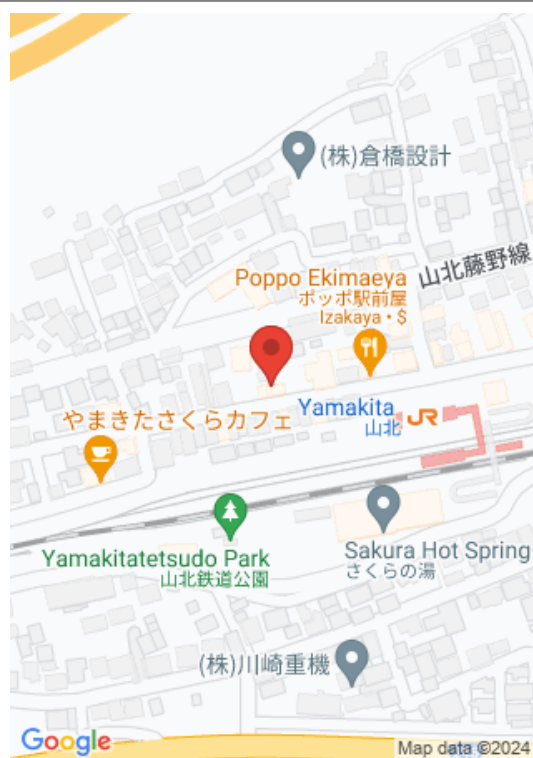 (株)倉橋設計
山北藤野線
Poppo Ekimaeya
ポッポ駅前屋
Izakaya・$
やまきたさくらカフェ
Yamakita
山北
JR
Yamakitatetsudo Park
山北鉄道公園
Sakura Hot Spring
さくらの湯
(株)川崎重機
Google
Map data ©2024